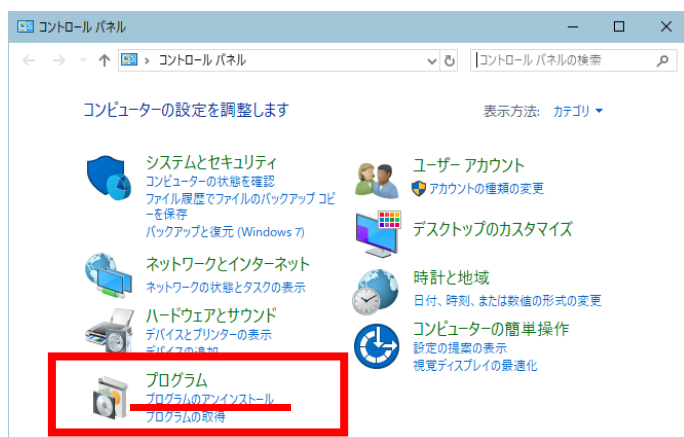 コントロール パネル
コントロール パネル
コントロール パネルの検索
コンピューターの設定を調整します
表示方法: カテゴリ
システムとセキュリティ
コンピューターの状態を確認
ファイル履歴でファイルのバックアップ コピ
ーを保存
バックアップと復元 (Windows 7)
ネットワークとインターネット
ネットワークの状態とタスクの表示
ハードウェアとサウンド
デバイスとプリンターの表示
デバイスの追加
プログラム
プログラムのアンインストール
プログラムの取得
ユーザー アカウント
アカウントの種類の変更
デスクトップのカスタマイズ
時計と地域
日付、時刻、または数値の形式の変更
コンピューターの簡単操作
設定の提案の表示
視覚ディスプレイの最適化